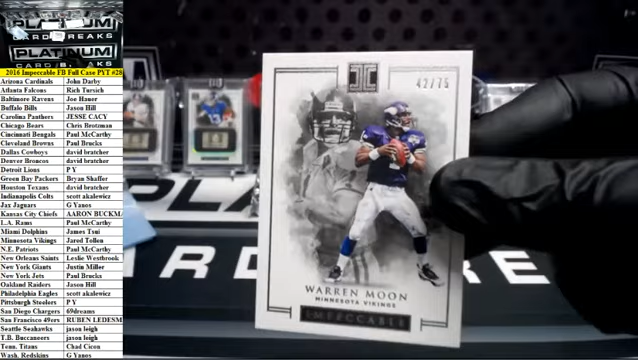 PLATINUM
CARD BREAKS
PLATINUM
CARD BREAKS
2016 Impeccable FB Full Case PYT #28
Arizona Cardinals John Darby
Atlanta Falcons Rich Tursich
Baltimore Ravens Joe Hauer
Buffalo Bills Jason Hill
Carolina Panthers JESSE CACY
Chicago Bears Chris Brotzman
Cincinnati Bengals Paul McCarthy
Cleveland Browns Paul Brucks
Dallas Cowboys david bratcher
Denver Broncos david bratcher
Detroit Lions P Y
Green Bay Packers Bryan Shaffer
Houston Texans david bratcher
Indianapolis Colts scott akalewicz
Jax Jaguars G Yanos
Kansas City Chiefs AARON BUCKMA
L.A. Rams Paul McCarthy
Miami Dolphins James Tsui
Minnesota Vikings Jared Tollen
N.E. Patriots Paul McCarthy
New Orleans Saints Leslie Westbrook
New York Giants Justin Miller
New York Jets Paul Brucks
Oakland Raiders Jason Hill
Philadelphia Eagles scott akalewicz
Pittsburgh Steelers P Y
San Diego Chargers 69dreams
San Francisco 49ers RUBEN LEDESM
Seattle Seahawks jason leigh
T.B. Buccaneers jason leigh
Tenn. Titans Chad Cicon
Wash. Redskins G Yanos
42/75
WARREN MOON
MINNESOTA VIKINGS
IMPECCABLE